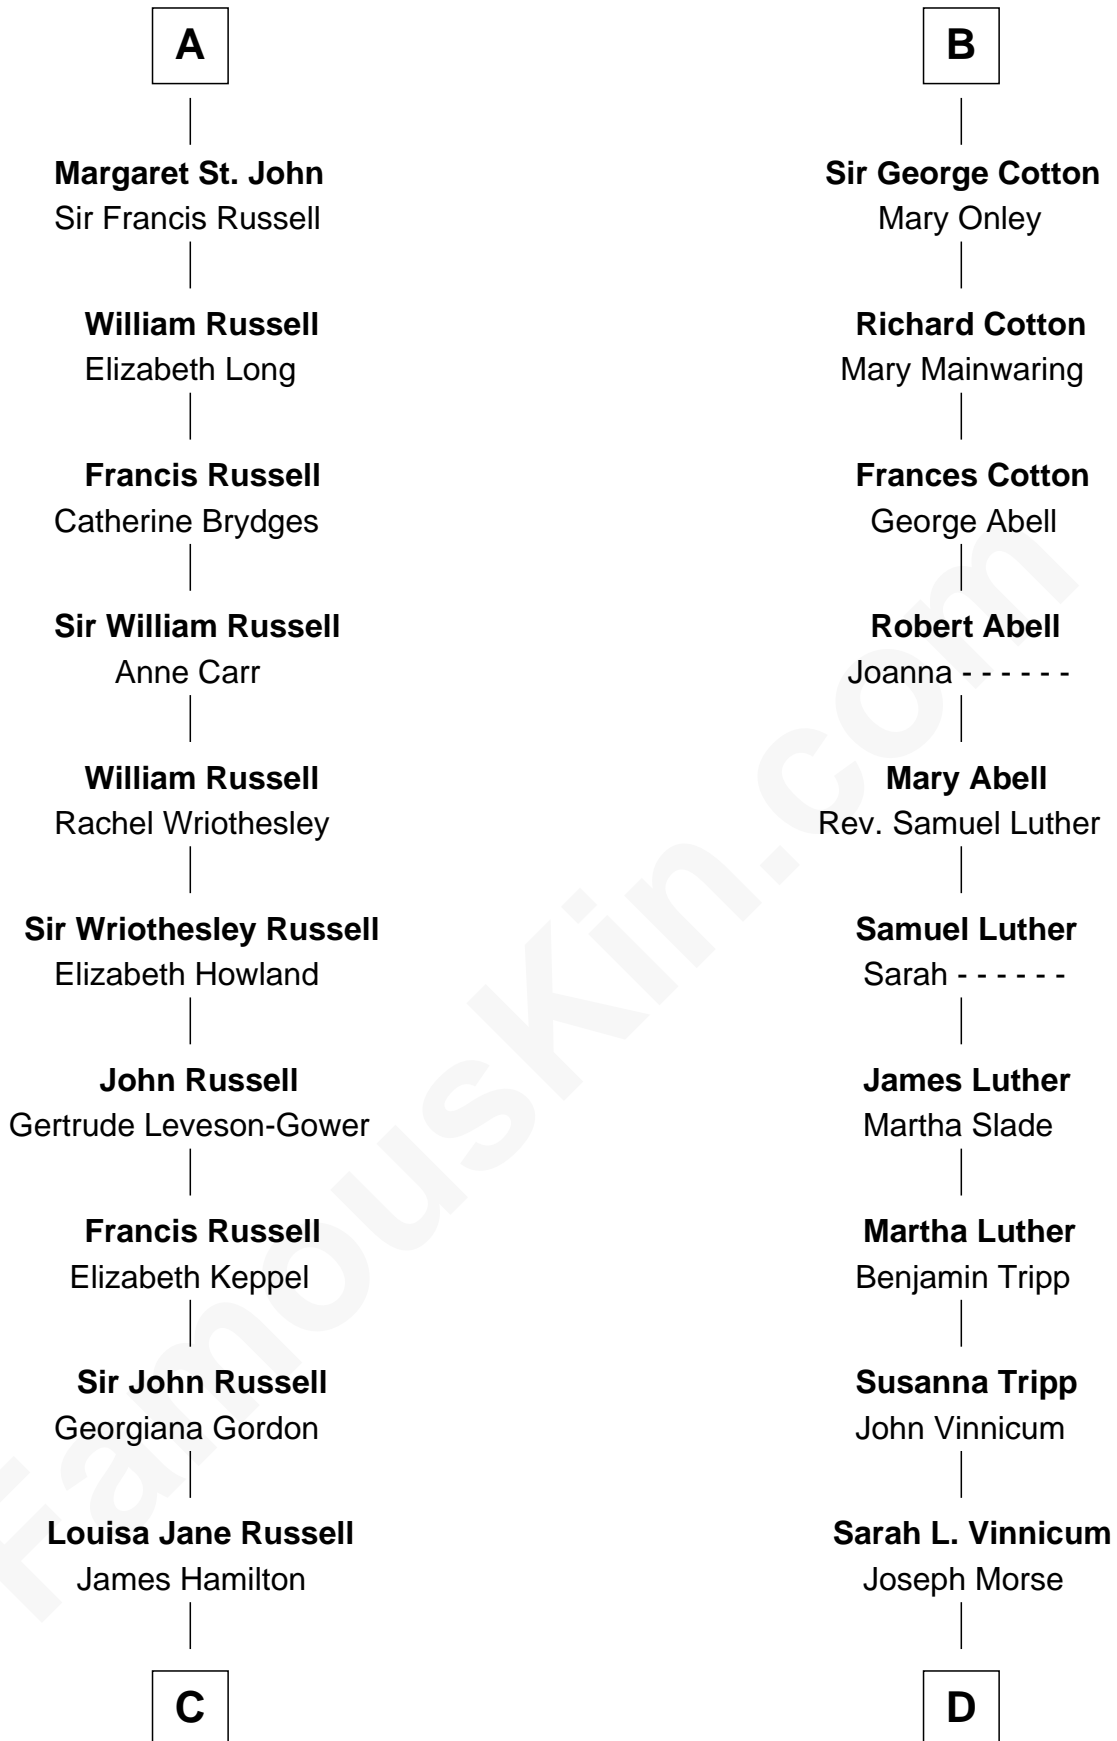 A
Margaret St. John
Sir Francis Russell
William Russell
Elizabeth Long
Francis Russell
Catherine Brydges
Sir William Russell
Anne Carr
William Russell
Rachel Wriothesley
Sir Wriothesley Russell
Elizabeth Howland
John Russell
Gertrude Leveson-Gower
Francis Russell
Elizabeth Keppel
Sir John Russell
Georgiana Gordon
Louisa Jane Russell
James Hamilton
C
B
Sir George Cotton
Mary Onley
Richard Cotton
Mary Mainwaring
Frances Cotton
George Abell
Robert Abell
Joanna - - - - - -
Mary Abell
Rev. Samuel Luther
Samuel Luther
Sarah - - - - - -
James Luther
Martha Slade
Martha Luther
Benjamin Tripp
Susanna Tripp
John Vinnicum
Sarah L. Vinnicum
Joseph Morse
D
FamousKin.com